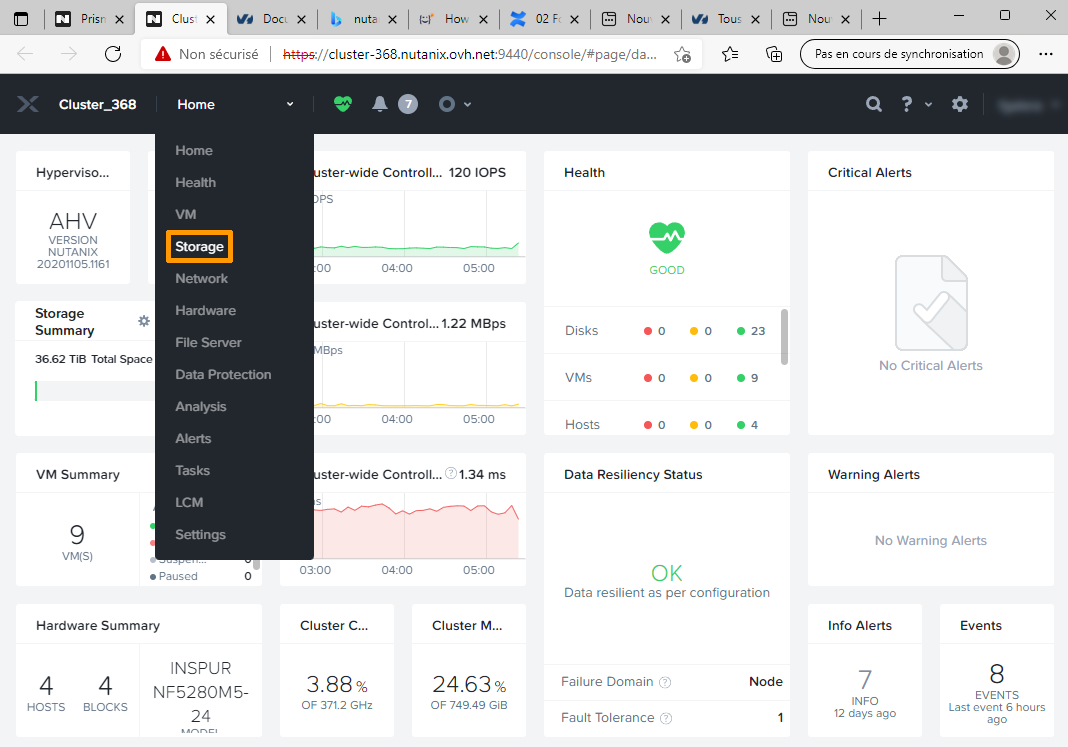 Prisn
Clust
Docu
nuta
How
02 Fo
Nouv
Tous
Nouv
Non sécurisé
https://cluster-368.nutanix.ovh.net:9440/console/#page/da...
Pas en cours de synchronisation
Cluster_368
Home
7
?
Home
Health
VM
Storage
Network
Hardware
File Server
Data Protection
Analysis
Alerts
Tasks
LCM
Settings
Hyperviso...
AHV
VERSION
NUTANIX
20201105.1161
Storage
Summary
36.62 TiB Total Space
VM Summary
9
VM(S)
Suspen... 0
Paused 0
Hardware Summary
4
HOSTS
4
BLOCKS
INSPUR
NF5280M5-
24
MODEL
uster-wide Controll... 120 IOPS
OPS
:00 04:00 05:00
uster-wide Control... 1.22 MBps
MBps
:00 04:00 05:00
uster-wide Controll... ? 1.34 ms
ms
03:00 04:00 05:00
Cluster C...
3.88 %
OF 371.2 GHz
Cluster M...
24.63 %
OF 749.49 GiB
Health
GOOD
Disks 0 0 23
VMs 0 0 9
Hosts 0 0 4
Data Resiliency Status
OK
Data resilient as per configuration
Failure Domain ? Node
Fault Tolerance ? 1
Critical Alerts
No Critical Alerts
Warning Alerts
No Warning Alerts
Info Alerts
7
INFO
12 days ago
Events
8
EVENTS
Last event 6 hours
ago